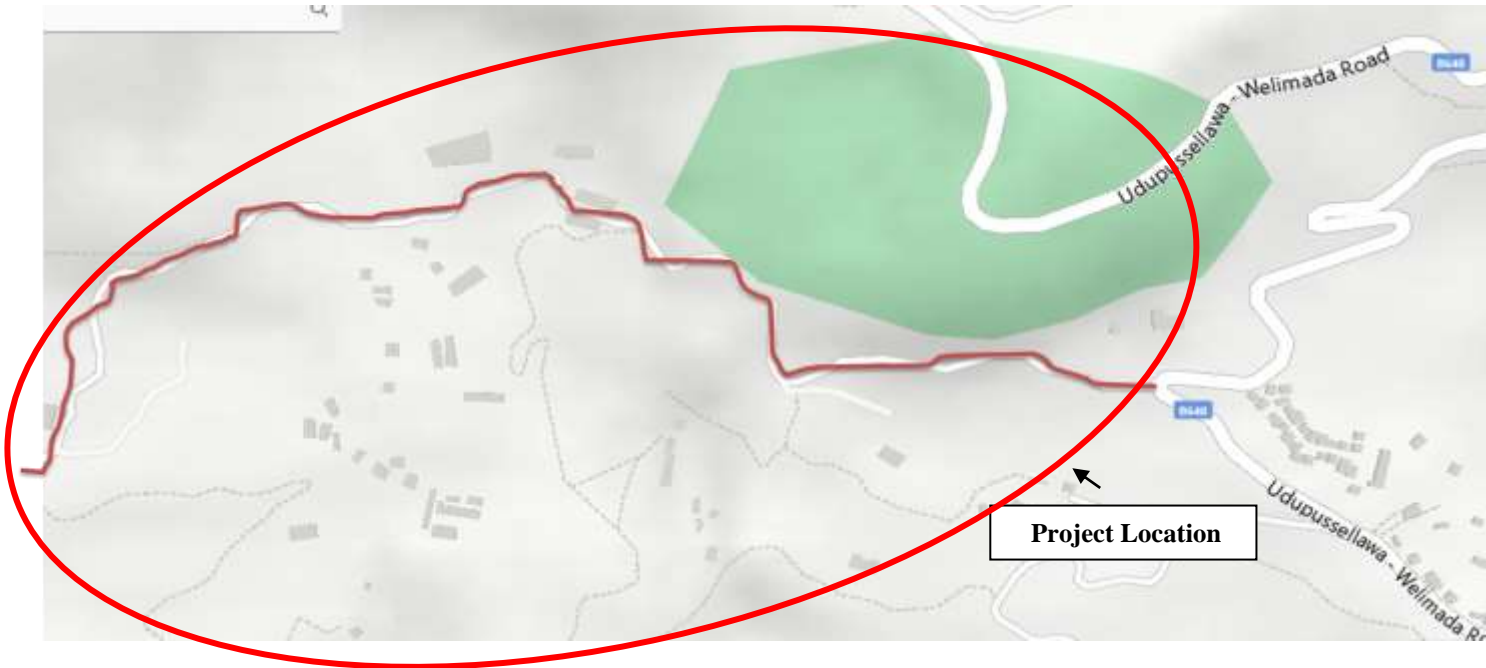 Udupussellawa - Welimada Road
B640
B640
Project Location
Udupussellawa - Welimada Ro